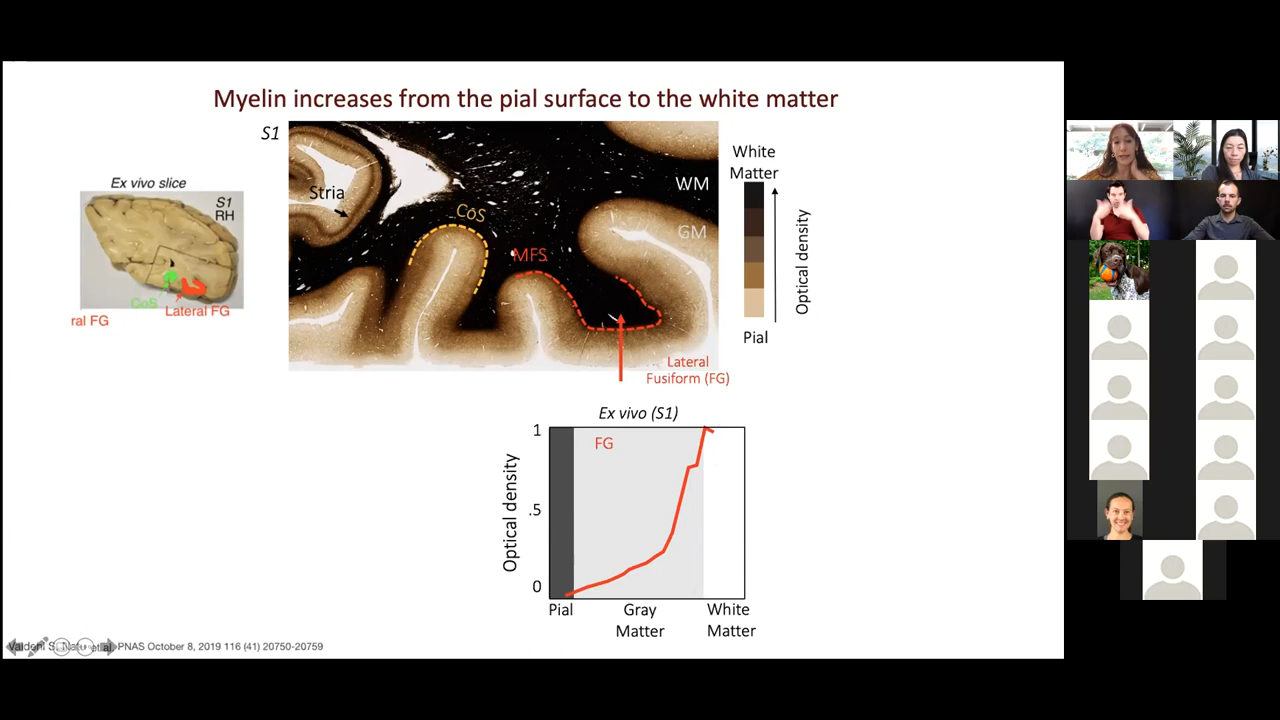 Myelin increases from the pial surface to the white matter
S1
Ex vivo slice
S1
RH
CoS
Lateral FG
ral FG
Stria
CoS
MFS
WM
GM
Lateral
Fusiform (FG)
White
Matter
Optical density
Pial
Ex vivo (S1)
FG
Optical density
1
.5
0
Pial
Gray
Matter
White
Matter
et al. PNAS October 8, 2019 116 (41) 20750-20759